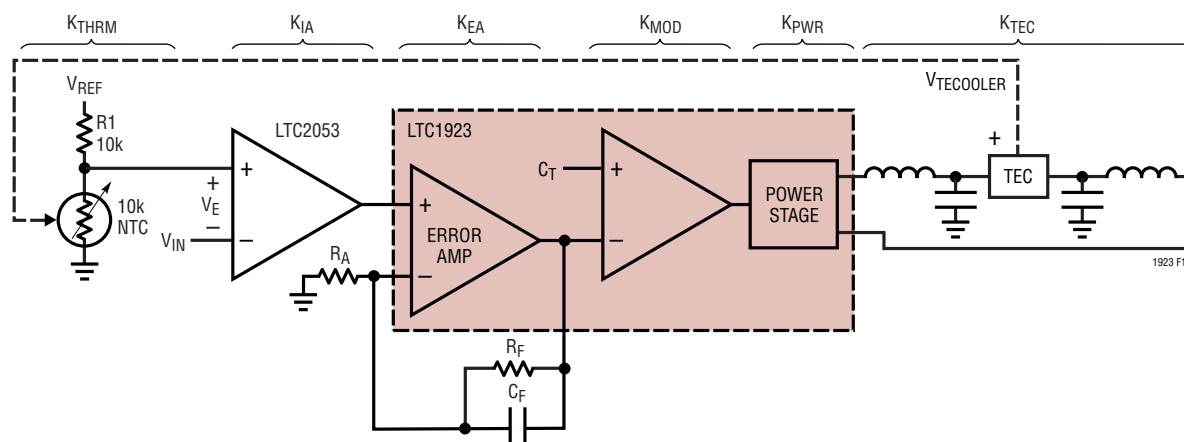 KTHRM KIA KEA KMOD KPWR KTEC
VREF
R1
10k
10k
NTC
+
VE
–
VIN
LTC2053
+
–
RA
LTC1923
+
–
ERROR
AMP
RF
CF
CT
+
–
POWER
STAGE
VTECOOLER
+
TEC
1923 F1